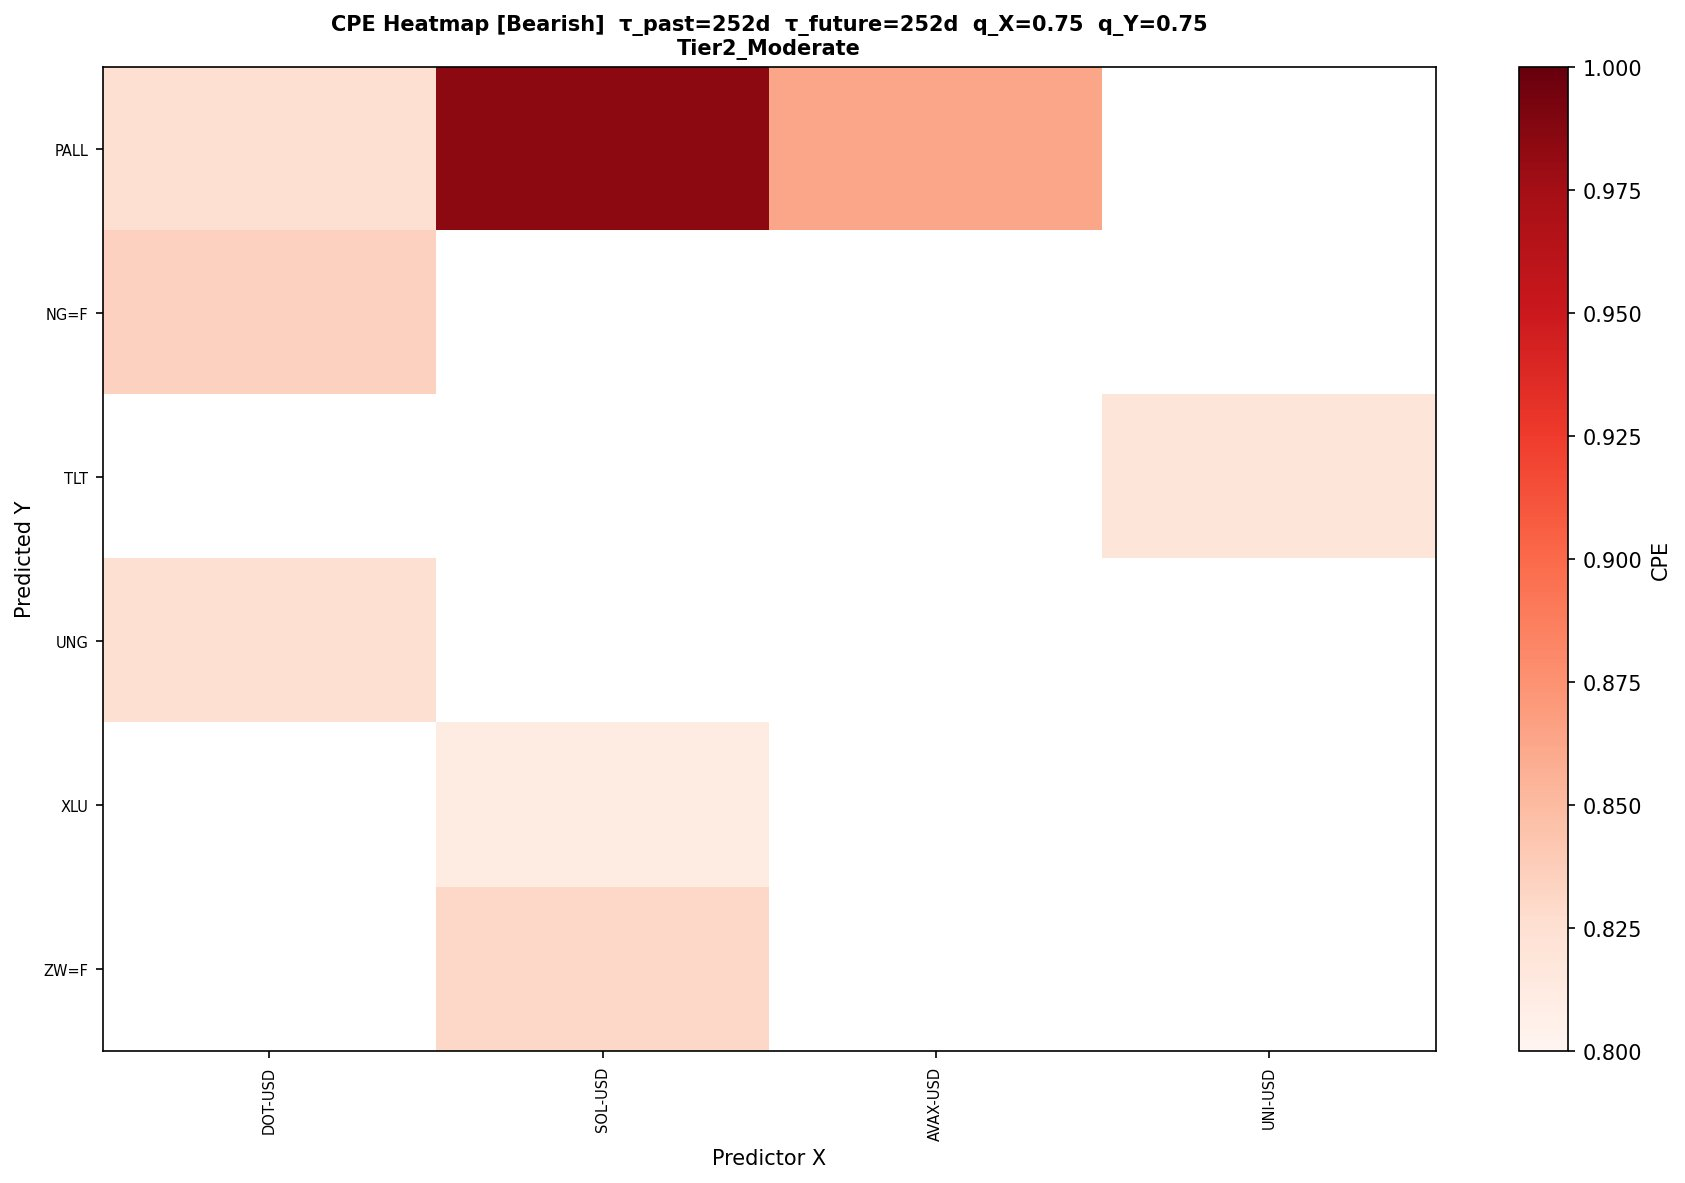 CPE Heatmap [Bearish]  τ_past=252d  τ_future=252d  q_X=0.75  q_Y=0.75
Tier2_Moderate
Predicted Y
PALL
NG=F
TLT
UNG
XLU
ZW=F
DOT-USD
SOL-USD
AVAX-USD
UNI-USD
Predictor X
1.000
0.975
0.950
0.925
0.900
0.875
0.850
0.825
0.800
CPE